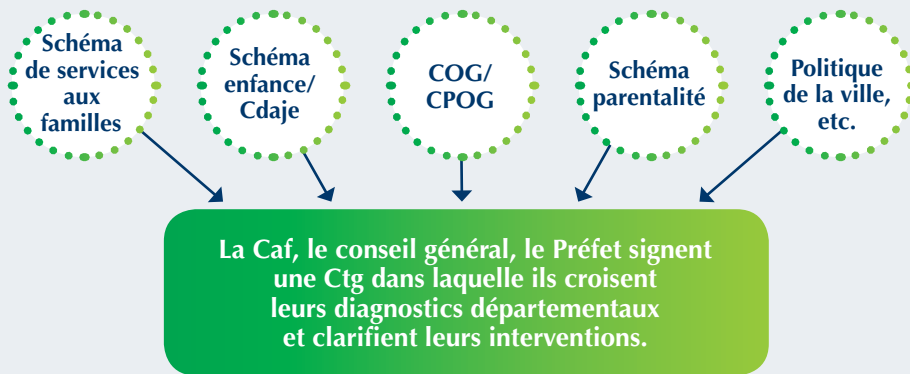 Schéma
de services
aux
familles
Schéma
enfance/
Cdaje
COG/
CPOG
Schéma
parentalité
Politique
de la ville,
etc.
La Caf, le conseil général, le Préfet signent
une Ctg dans laquelle ils croisent
leurs diagnostics départementaux
et clarifient leurs interventions.